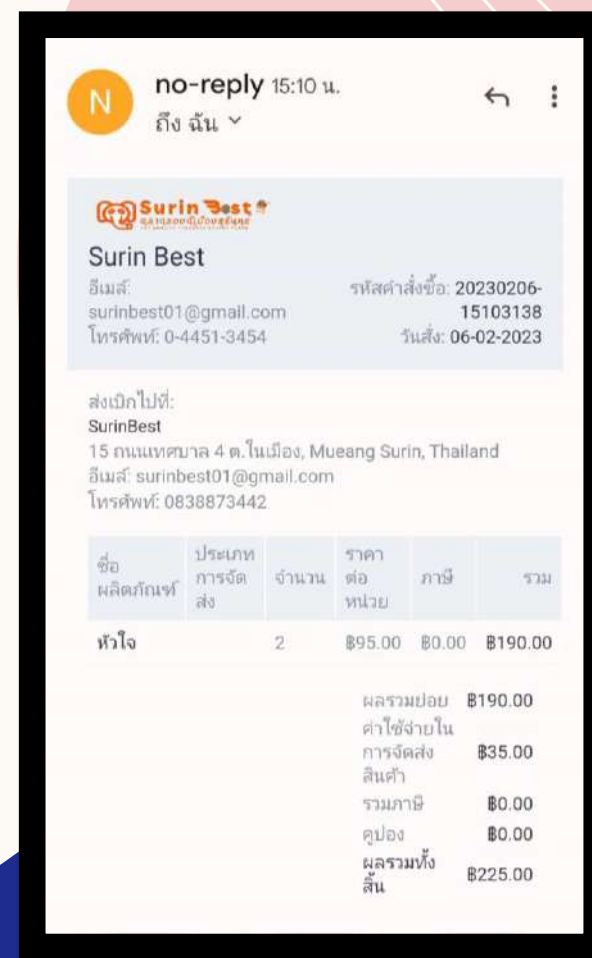 N
no-reply 15:10 น.
ถึง ฉัน
Surin Best
Surin Best
อีเมล์:
surinbest01@gmail.com
โทรศัพท์: 0-4451-3454
รหัสคำสั่งซื้อ: 20230206-
15103138
วันสั่ง: 06-02-2023
ส่งเบิกไปที่:
SurinBest
15 ถนนเทศบาล 4 ต.ในเมือง, Mueang Surin, Thailand
อีเมล์: surinbest01@gmail.com
โทรศัพท์: 0838873442
ชื่อ
ผลิตภัณฑ์
ประเภท
การจัด
ส่ง
จำนวน
ราคา
ต่อ
หน่วย
ภาษี
รวม
หัวใจ 2 ฿95.00 ฿0.00 ฿190.00
ผลรวมย่อย ฿190.00
ค่าใช้จ่ายใน
การจัดส่ง ฿35.00
สินค้า
รวมภาษี ฿0.00
คูปอง ฿0.00
ผลรวมทั้ง
สิ้น ฿225.00